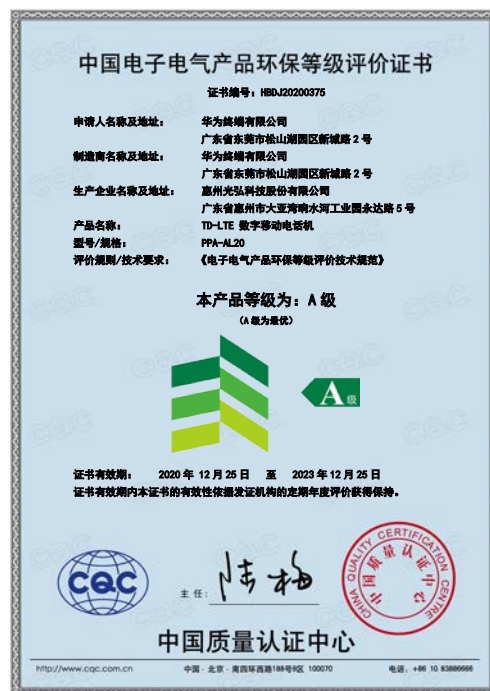 中国电子电气产品环保等级评价证书
证书编号：HBDJ20200375
申请人名称及地址： 华为终端有限公司
广东省东莞市松山湖园区新城路 2 号
制造商名称及地址： 华为终端有限公司
广东省东莞市松山湖园区新城路 2 号
生产企业名称及地址： 惠州光弘科技股份有限公司
广东省惠州市大亚湾响水河工业园永达路 5 号
产品名称： TD-LTE 数字移动电话机
型号/规格： PPA-AL20
评价规则/技术要求： 《电子电气产品环保等级评价技术规范》
本产品等级为：A 级
（A 级为最优）
A 级
证书有效期： 2020 年 12 月 25 日 至 2023 年 12 月 25 日
证书有效期内本证书的有效性依据发证机构的定期年度评价获得保持。
CQC
主 任： 陆梅
CHINA QUALITY CERTIFICATION CENTRE
中国质量认证中心
中国质量认证中心
http://www.cqc.com.cn 中国 · 北京 · 南四环西路188号9区 100070 电话：+86 10 83886666